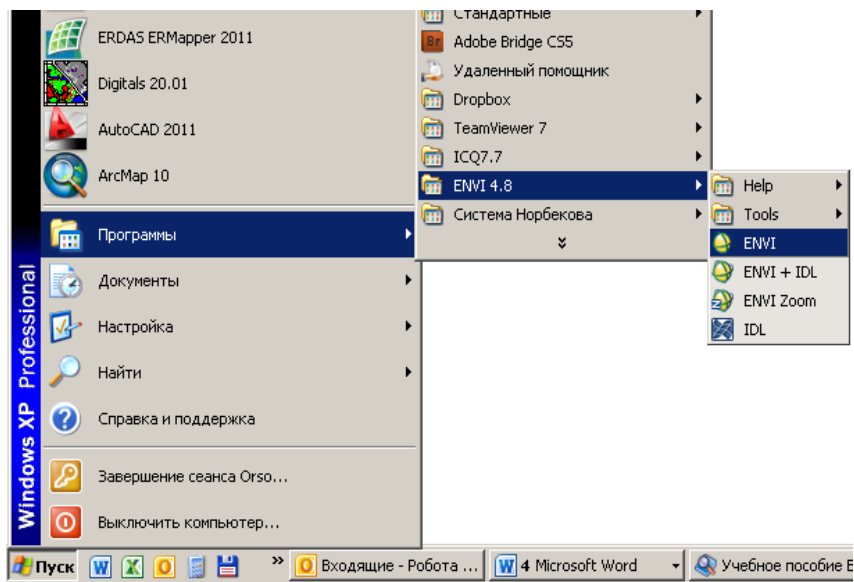 ERDAS ERMapper 2011
Digitals 20.01
AutoCAD 2011
ArcMap 10
Программы
Документы
Настройка
Найти
Справка и поддержка
Завершение сеанса Orso...
Выключить компьютер...
Windows XP Professional
Стандартные
Br Adobe Bridge CS5
Удаленный помощник
Dropbox
TeamViewer 7
ICQ7.7
ENVI 4.8
Система Норбекова
Help
Tools
ENVI
ENVI + IDL
ENVI Zoom
IDL
Пуск
»
Входящие - Робота ...
4 Microsoft Word
Учебное пособие E